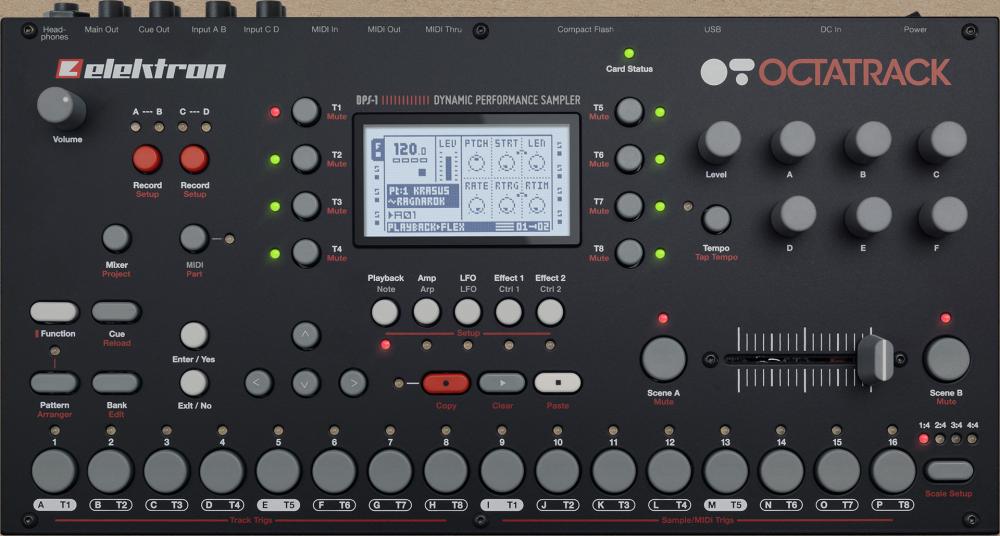 Head-phones
Main Out
Cue Out
Input A B
Input C D
MIDI In
MIDI Out
MIDI Thru
Compact Flash
USB
DC In
Power
elektron
Card Status
OCTATRACK
DPS-1 DYNAMIC PERFORMANCE SAMPLER
Volume
A --- B
C --- D
Record
Setup
Record
Setup
T1
Mute
T2
Mute
T3
Mute
T4
Mute
120.0
LEV
PTCH
STRT
LEN
RATE
RTRG
RTIM
Pt:1 KRASUS
~RAGNAROK
A01
PLAYBACK FLEX
01 02
T5
Mute
T6
Mute
T7
Mute
T8
Mute
Level
A
B
C
Tempo
Tap Tempo
D
E
F
Mixer
Project
MIDI
Part
Playback
Note
Amp
Arp
LFO
LFO
Effect 1
Ctrl 1
Effect 2
Ctrl 2
Setup
Function
Cue
Reload
Enter / Yes
Pattern
Arranger
Bank
Edit
Exit / No
Copy
Clear
Paste
Scene A
Mute
Scene B
Mute
1:4 2:4 3:4 4:4
Scale Setup
1 2 3 4 5 6 7 8 9 10 11 12 13 14 15 16
A T1 B T2 C T3 D T4 E T5 F T6 G T7 H T8 I T1 J T2 K T3 L T4 M T5 N T6 O T7 P T8
Track Trigs
Sample/MIDI Trigs